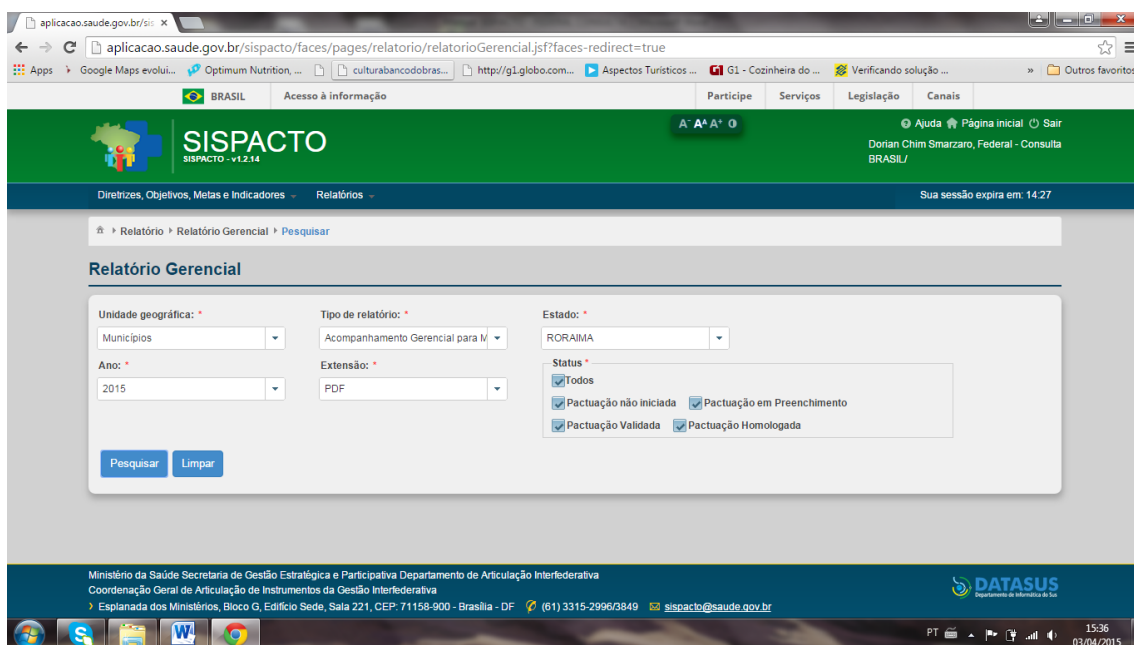 aplicacao.saude.gov.br/sis
aplicacao.saude.gov.br/sispacto/faces/pages/relatorio/relatorioGerencial.jsf?faces-redirect=true
Apps Google Maps evolui... Optimum Nutrition, ... culturabancodobras... http://g1.globo.com... Aspectos Turísticos ... G1 G1 - Cozinheira do ... Verificando solução ... » Outros favoritos
BRASIL Acesso à informação Participe Serviços Legislação Canais
A- A^ A+ Ajuda Página inicial Sair
SISPACTO
SISPACTO - v1.2.14
Dorian Chim Smarzaro, Federal - Consulta
BRASIL/
Diretrizes, Objetivos, Metas e Indicadores Relatórios Sua sessão expira em: 14:27
Relatório Relatório Gerencial Pesquisar
Relatório Gerencial
Unidade geográfica: * Tipo de relatório: * Estado: *
Municípios Acompanhamento Gerencial para M RORAIMA
Ano: * Extensão: * Status *
2015 PDF Todos
Pactuação não iniciada Pactuação em Preenchimento
Pactuação Validada Pactuação Homologada
Pesquisar Limpar
Ministério da Saúde Secretaria de Gestão Estratégica e Participativa Departamento de Articulação Interfederativa
Coordenação Geral de Articulação de Instrumentos da Gestão Interfederativa
Esplanada dos Ministérios, Bloco G, Edifício Sede, Sala 221, CEP: 71158-900 - Brasília - DF (61) 3315-2996/3849 sispacto@saude.gov.br
DATASUS
Departamento de Informática do Sus
PT 15:36
03/04/2015